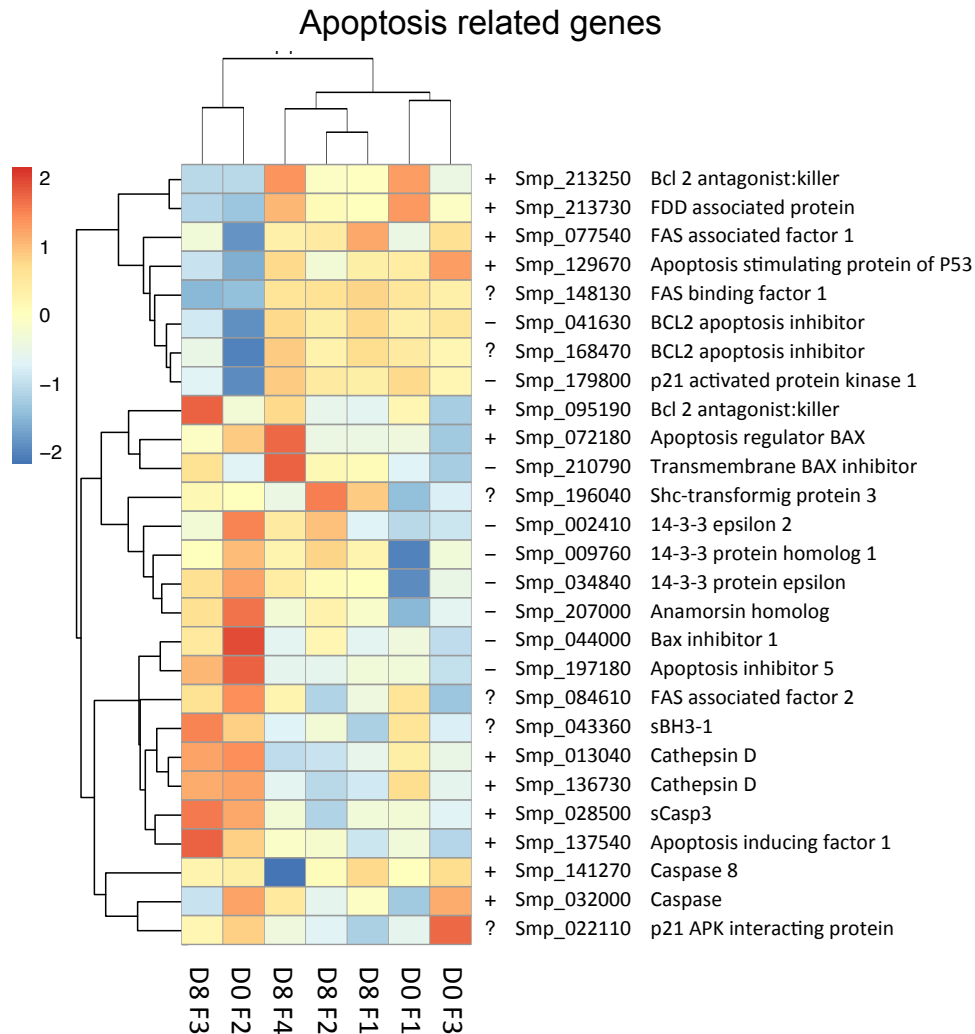 Apoptosis related genes
2
1
0
−1
−2
+ Smp_213250 Bcl 2 antagonist:killer
+ Smp_213730 FDD associated protein
+ Smp_077540 FAS associated factor 1
+ Smp_129670 Apoptosis stimulating protein of P53
? Smp_148130 FAS binding factor 1
− Smp_041630 BCL2 apoptosis inhibitor
? Smp_168470 BCL2 apoptosis inhibitor
− Smp_179800 p21 activated protein kinase 1
+ Smp_095190 Bcl 2 antagonist:killer
+ Smp_072180 Apoptosis regulator BAX
− Smp_210790 Transmembrane BAX inhibitor
? Smp_196040 Shc-transformig protein 3
− Smp_002410 14-3-3 epsilon 2
− Smp_009760 14-3-3 protein homolog 1
− Smp_034840 14-3-3 protein epsilon
− Smp_207000 Anamorsin homolog
− Smp_044000 Bax inhibitor 1
− Smp_197180 Apoptosis inhibitor 5
? Smp_084610 FAS associated factor 2
? Smp_043360 sBH3-1
+ Smp_013040 Cathepsin D
+ Smp_136730 Cathepsin D
+ Smp_028500 sCasp3
+ Smp_137540 Apoptosis inducing factor 1
+ Smp_141270 Caspase 8
+ Smp_032000 Caspase
? Smp_022110 p21 APK interacting protein
D8 F3
D0 F2
D8 F4
D8 F2
D8 F1
D0 F1
D0 F3